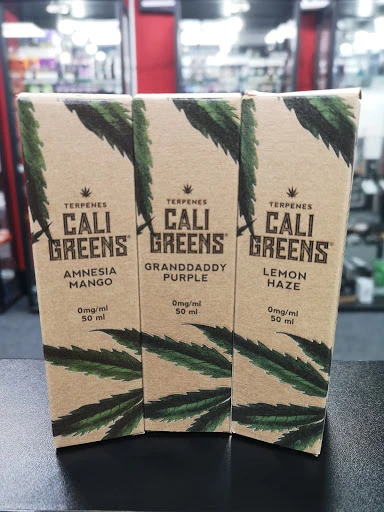 TERPENES
CALI
GREENS®
AMNESIA
MANGO
0mg/ml
50 ml
TERPENES
CALI
GREENS®
GRANDDADDY
PURPLE
0mg/ml
50 ml
TERPENES
CALI
GREENS®
LEMON
HAZE
0mg/ml
50 ml